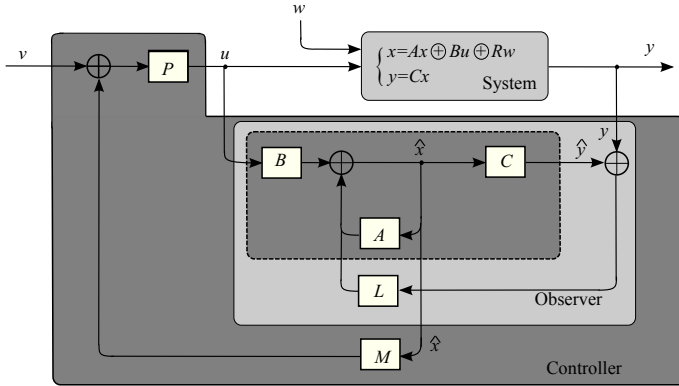 w
v
u
y
P
x=Ax⊕Bu⊕Rw
y=Cx
System
y
B
x̂
C
ŷ
A
L
Observer
M
x̂
Controller